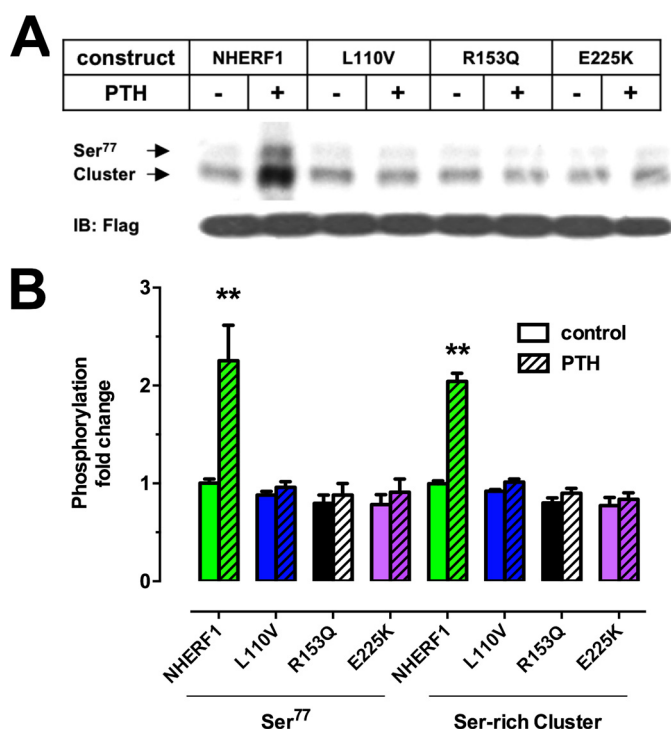 A
construct NHERF1 L110V R153Q E225K
PTH - + - + - + - +
Ser⁷⁷
Cluster
IB: Flag
B
3
**
**
control
PTH
2
Phosphorylation
fold change
1
0
NHERF1 L110V R153Q E225K NHERF1 L110V R153Q E225K
Ser⁷⁷ Ser-rich Cluster